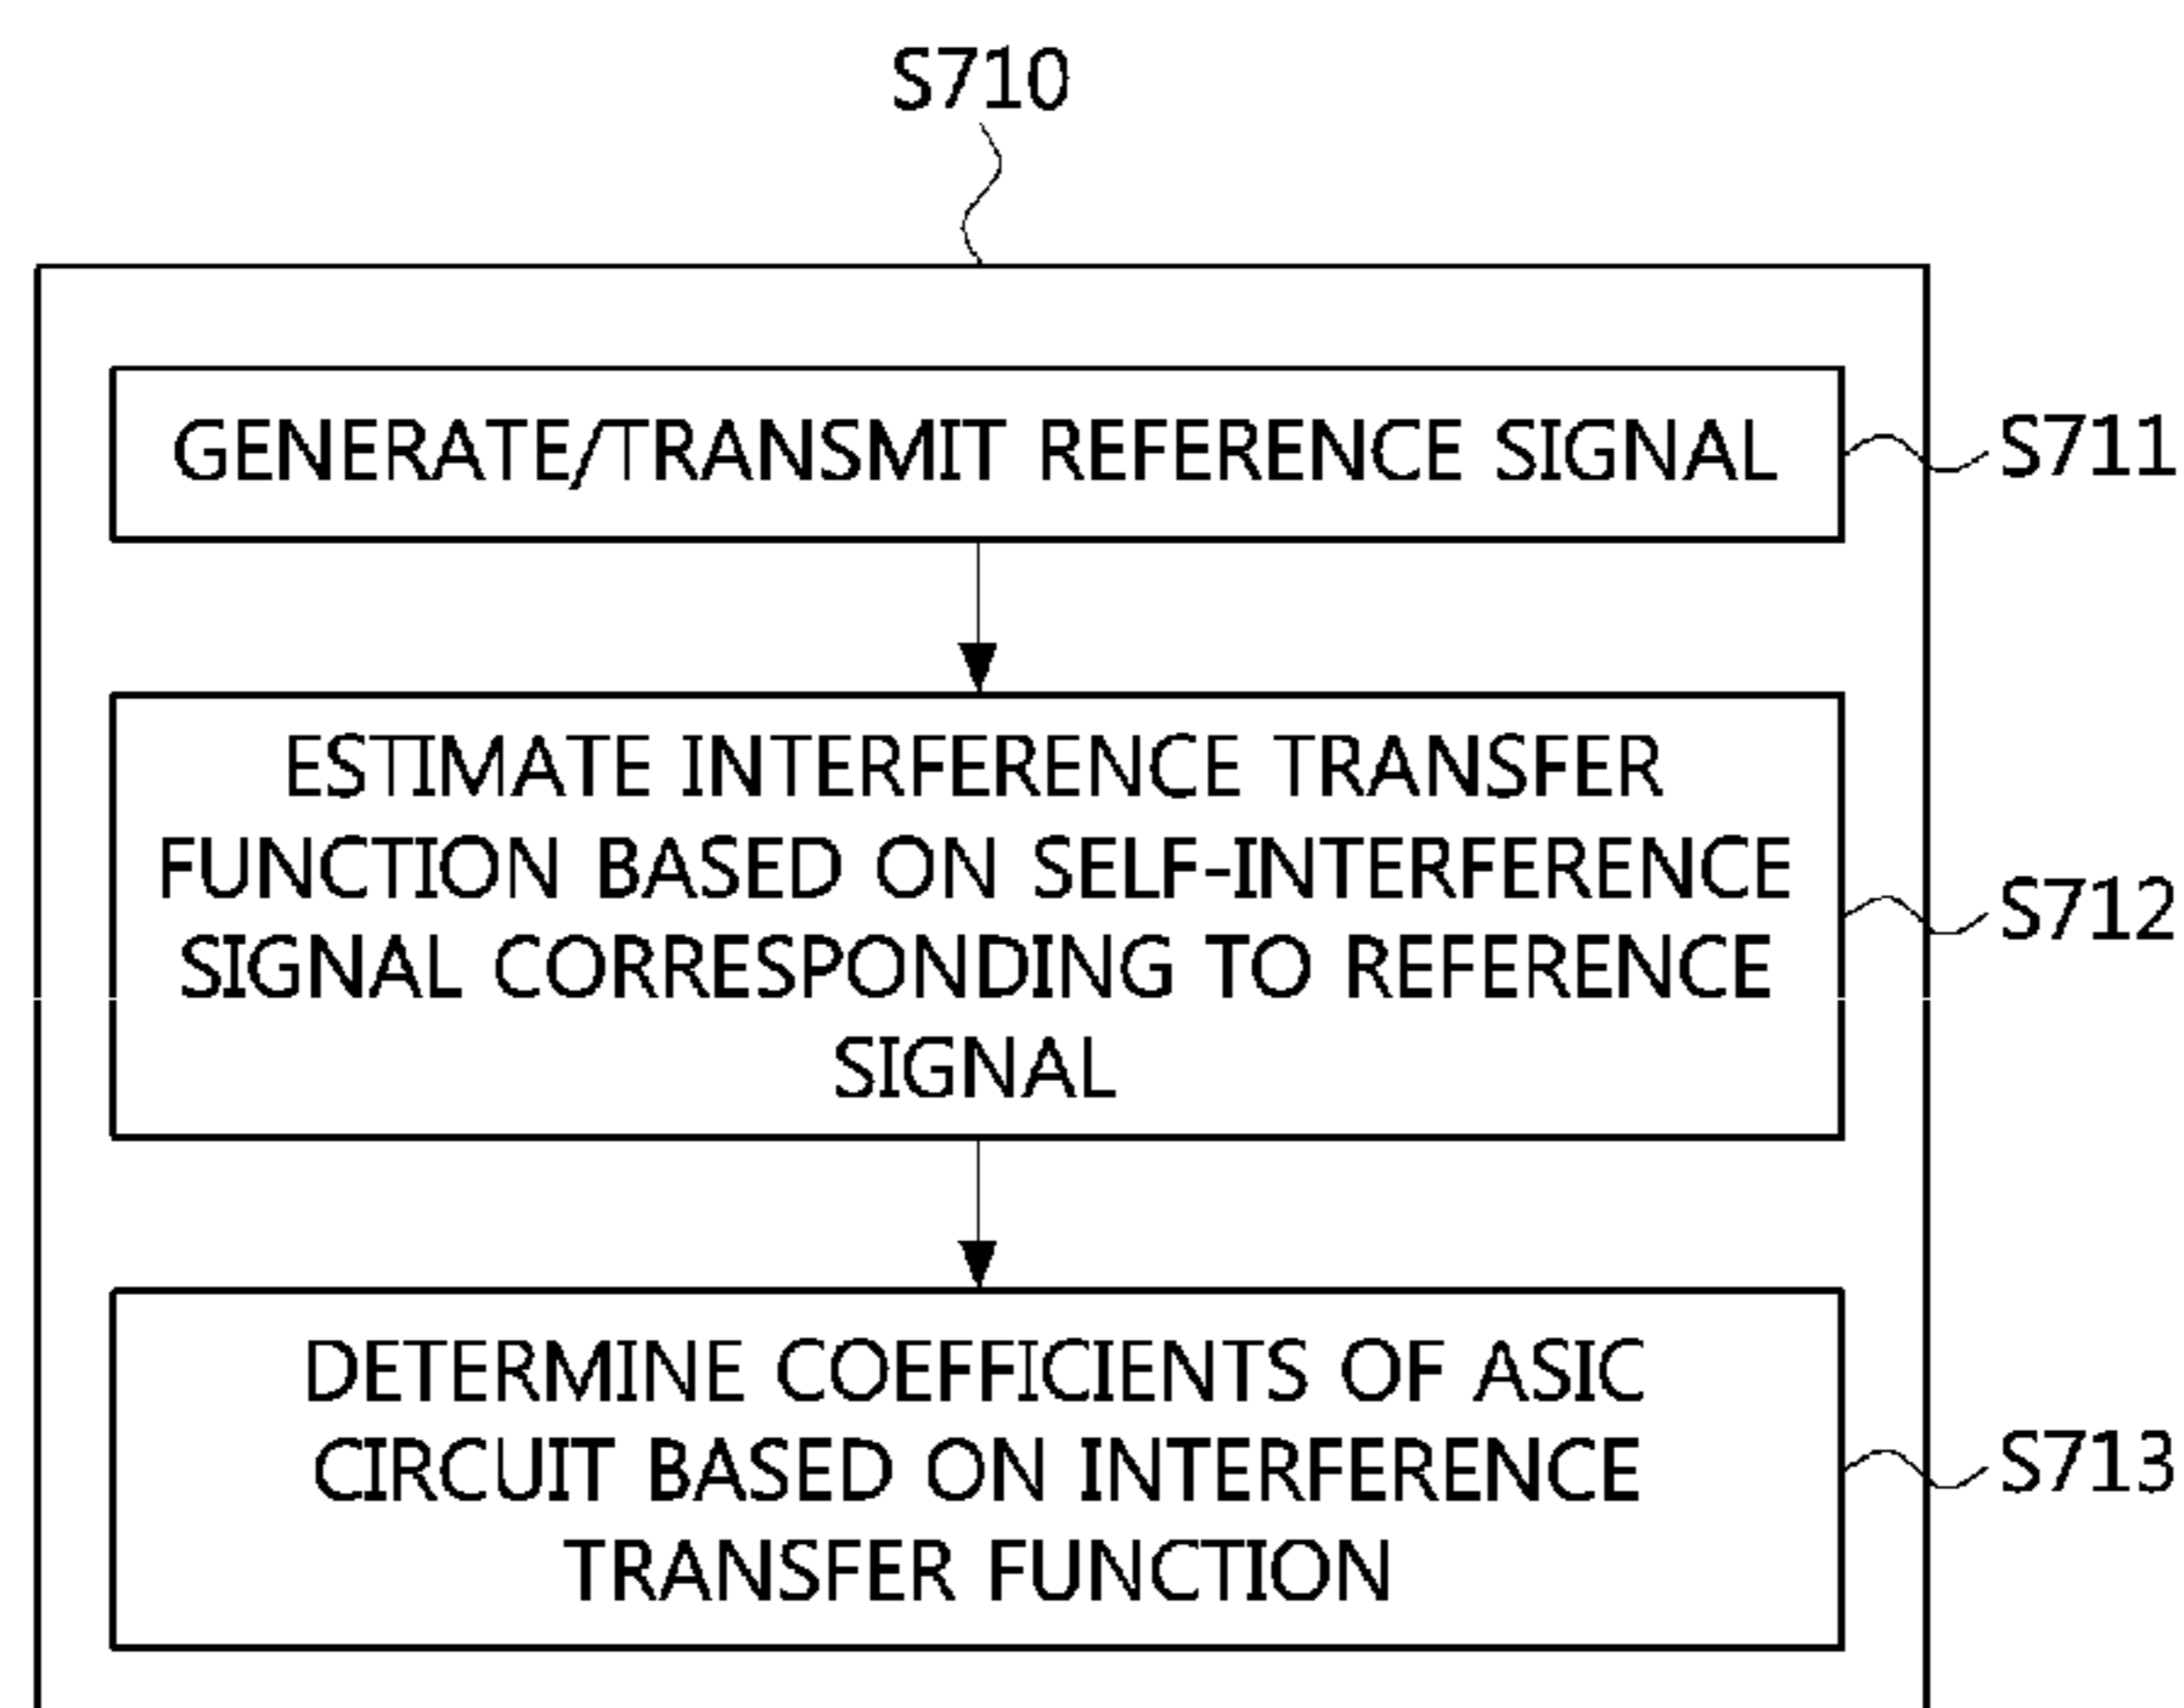 S710
GENERATE/TRANSMIT REFERENCE SIGNAL
S711
ESTIMATE INTERFERENCE TRANSFER
FUNCTION BASED ON SELF-INTERFERENCE
SIGNAL CORRESPONDING TO REFERENCE
SIGNAL
S712
DETERMINE COEFFICIENTS OF ASIC
CIRCUIT BASED ON INTERFERENCE
TRANSFER FUNCTION
S713